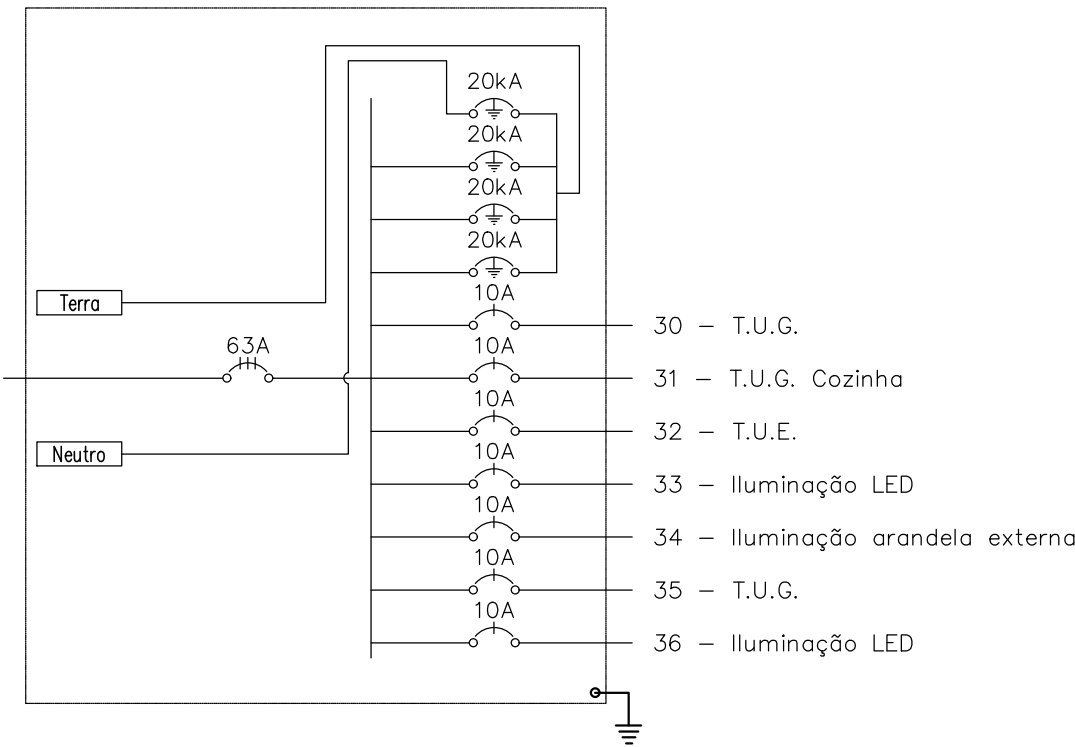 20kA
20kA
20kA
20kA
Terra
10A
30 - T.U.G.
63A
10A
31 - T.U.G. Cozinha
10A
32 - T.U.E.
Neutro
10A
33 - Iluminação LED
10A
34 - Iluminação arandela externa
10A
35 - T.U.G.
10A
36 - Iluminação LED